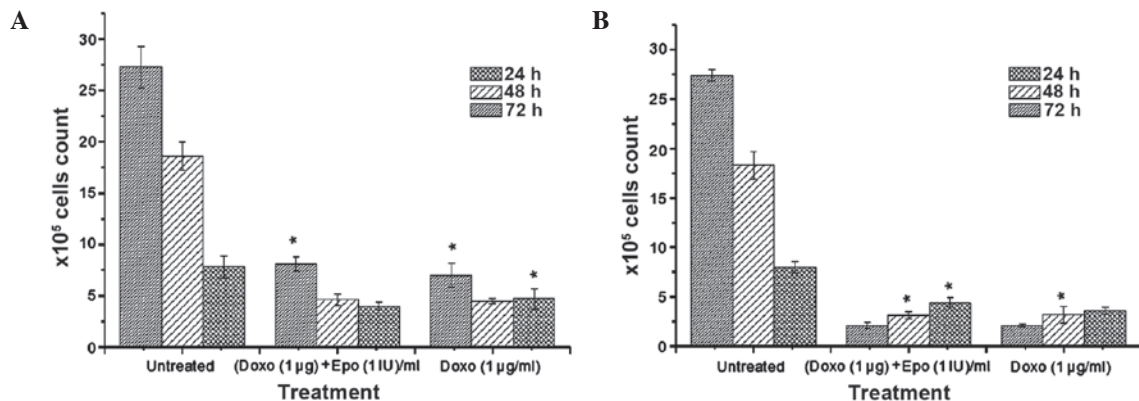 A
x10⁵ cells count
30
25
20
15
10
5
0
24 h
48 h
72 h
*
*
*
Untreated
(Doxo (1 µg) +Epo (1 IU)/ml
Doxo (1 µg/ml)
Treatment
B
x10⁵ cells count
30
25
20
15
10
5
0
24 h
48 h
72 h
*
*
*
Untreated
(Doxo (1 µg) +Epo (1 IU)/ml
Doxo (1 µg/ml)
Treatment